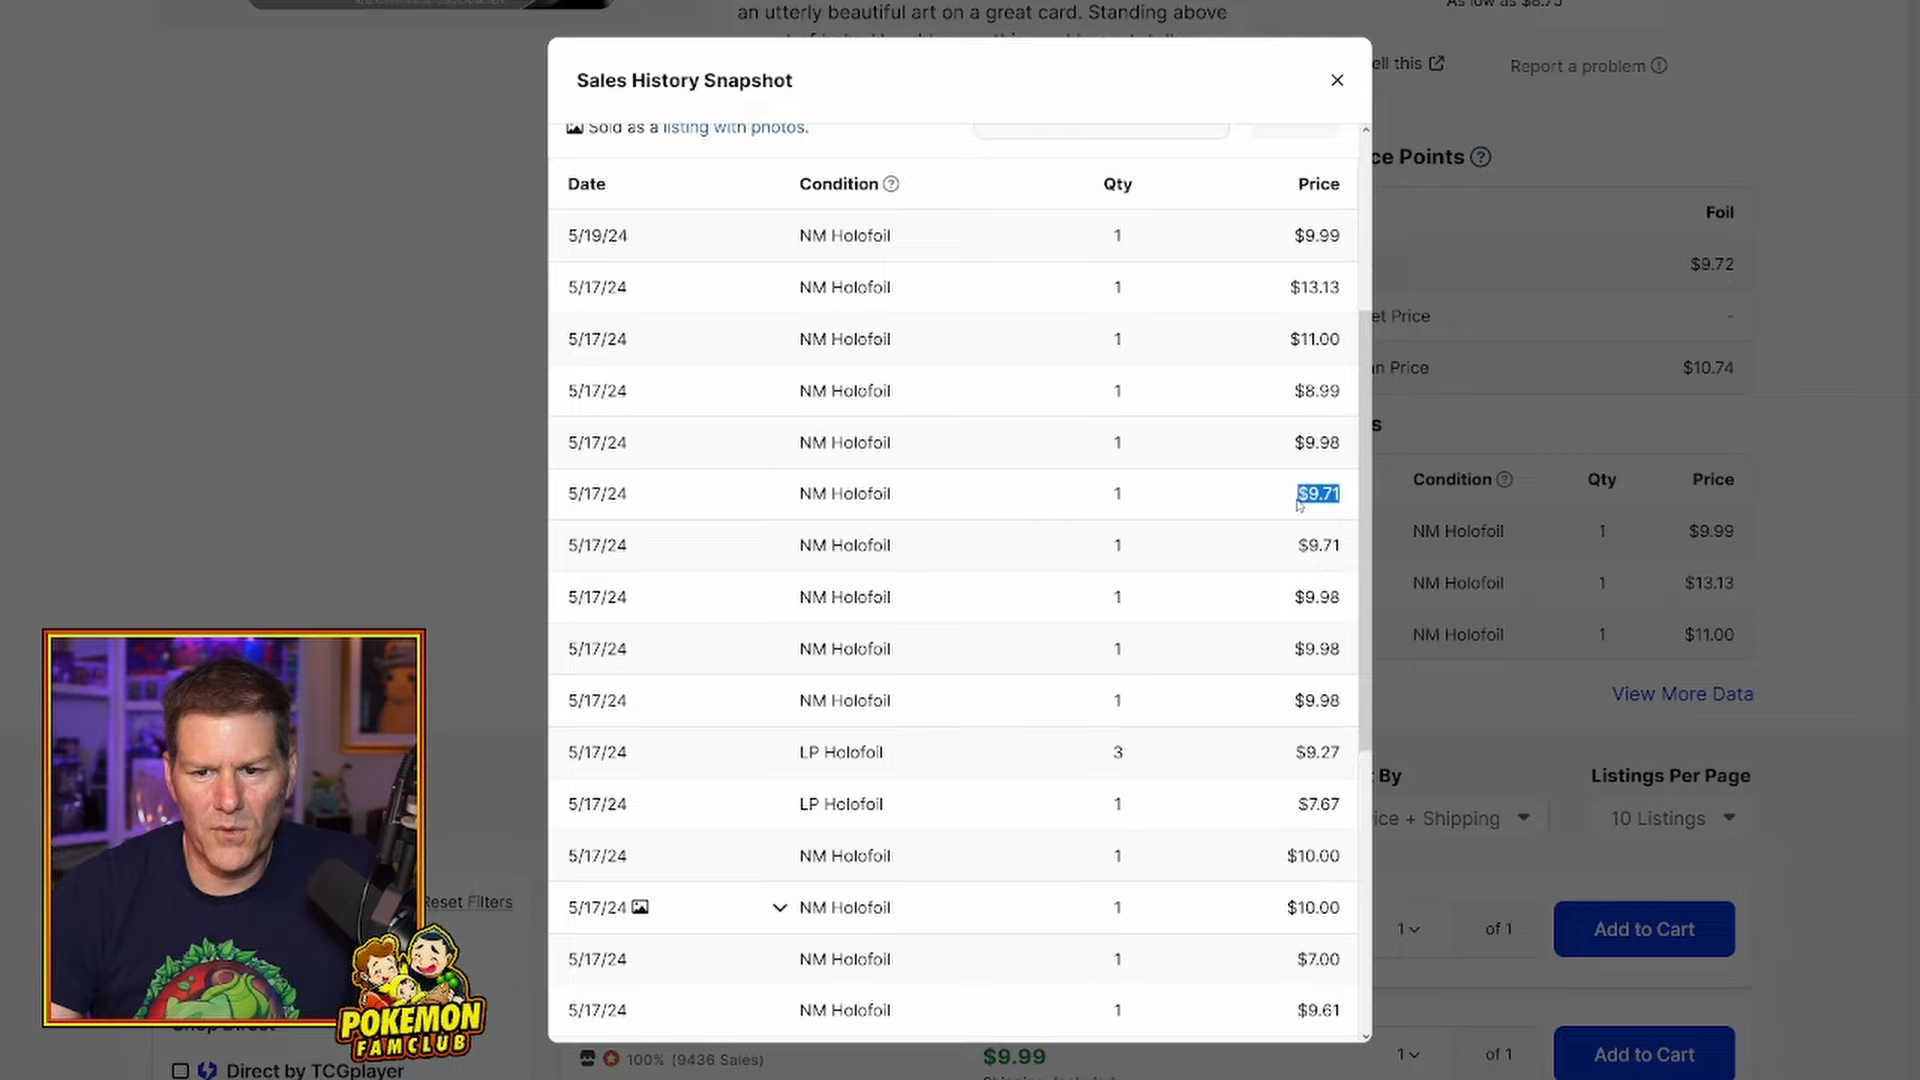 an utterly beautiful art on a great card. Standing above
As low as $8.75
Sales History Snapshot
ell this
Report a problem
Sold as a listing with photos.
Date Condition Qty Price
5/19/24 NM Holofoil 1 $9.99
5/17/24 NM Holofoil 1 $13.13
5/17/24 NM Holofoil 1 $11.00
5/17/24 NM Holofoil 1 $8.99
5/17/24 NM Holofoil 1 $9.98
5/17/24 NM Holofoil 1 $9.71
5/17/24 NM Holofoil 1 $9.71
5/17/24 NM Holofoil 1 $9.98
5/17/24 NM Holofoil 1 $9.98
5/17/24 NM Holofoil 1 $9.98
5/17/24 LP Holofoil 3 $9.27
5/17/24 LP Holofoil 1 $7.67
5/17/24 NM Holofoil 1 $10.00
5/17/24 NM Holofoil 1 $10.00
5/17/24 NM Holofoil 1 $7.00
5/17/24 NM Holofoil 1 $9.61
ce Points
Foil
$9.72
et Price -
n Price $10.74
s
Condition Qty Price
NM Holofoil 1 $9.99
NM Holofoil 1 $13.13
NM Holofoil 1 $11.00
View More Data
By
Listings Per Page
ice + Shipping
10 Listings
Reset Filters
1 of 1 Add to Cart
1 of 1 Add to Cart
100% (9436 Sales)
$9.99
Direct by TCGplayer
POKEMON
FAMCLUB